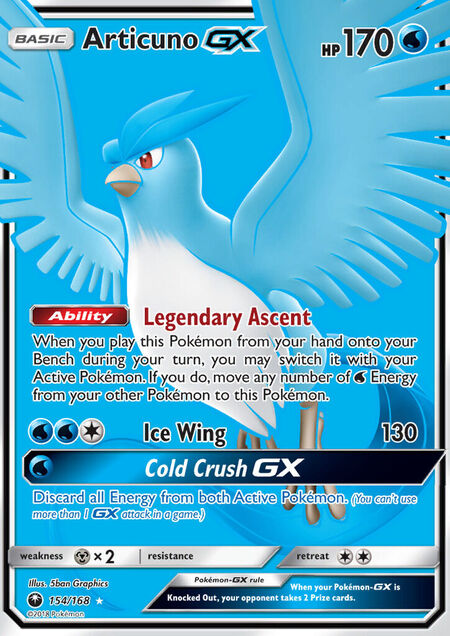 BASIC Articuno GX HP 170
Ability Legendary Ascent
When you play this Pokémon from your hand onto your
Bench during your turn, you may switch it with your
Active Pokémon. If you do, move any number of Energy
from your other Pokémon to this Pokémon.
Ice Wing 130
Cold Crush GX
Discard all Energy from both Active Pokémon. (You can't use
more than 1 GX attack in a game.)
weakness ×2 resistance retreat
Illus. 5ban Graphics
Pokémon-GX rule
When your Pokémon-GX is
Knocked Out, your opponent takes 2 Prize cards.
154/168
©2018 Pokémon